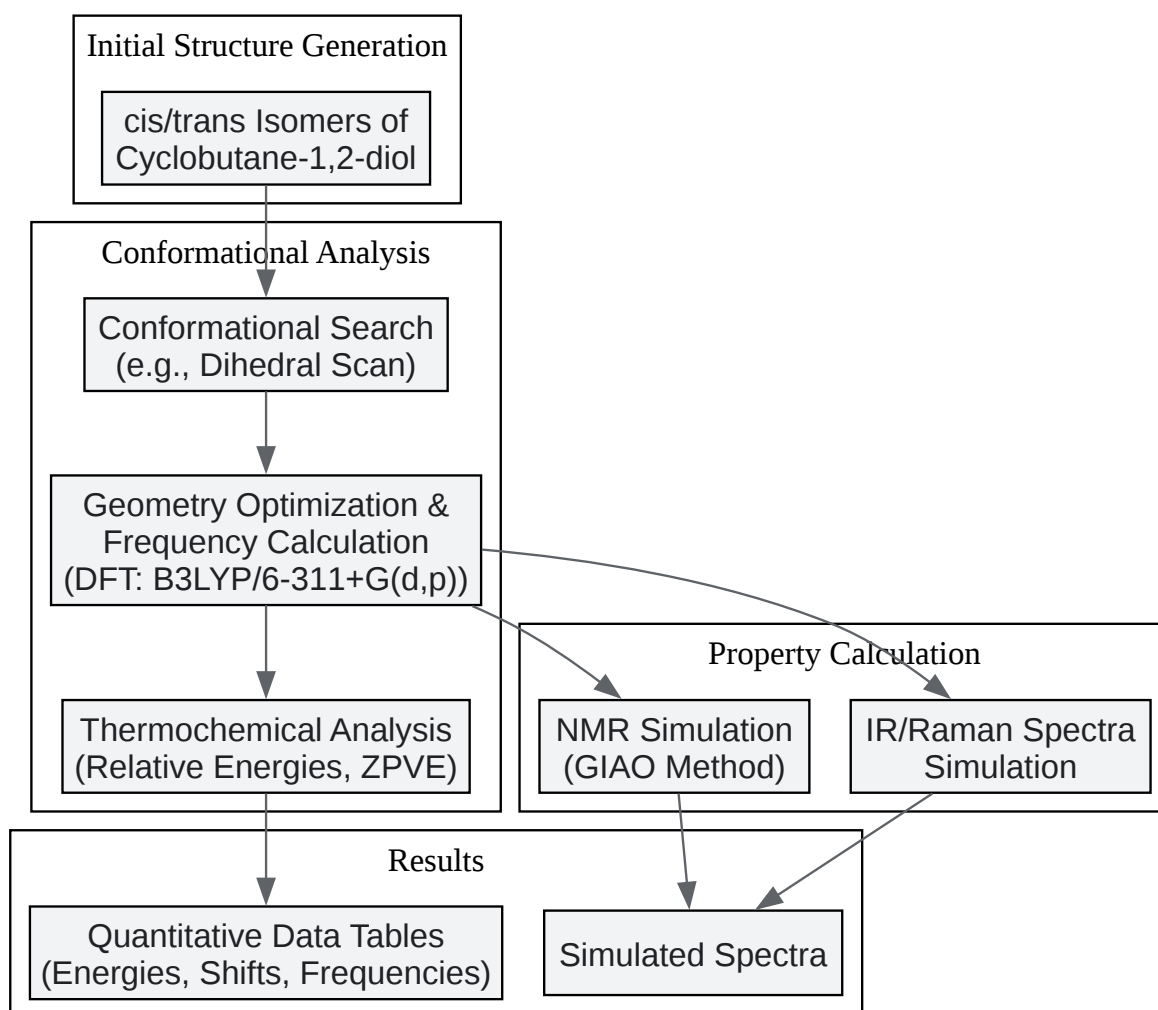 Initial Structure Generation
cis/trans Isomers of
Cyclobutane-1,2-diol
Conformational Analysis
Conformational Search
(e.g., Dihedral Scan)
Geometry Optimization &
Frequency Calculation
(DFT: B3LYP/6-311+G(d,p))
Thermochemical Analysis
(Relative Energies, ZPVE)
Property Calculation
NMR Simulation
(GIAO Method)
IR/Raman Spectra
Simulation
Results
Quantitative Data Tables
(Energies, Shifts, Frequencies)
Simulated Spectra